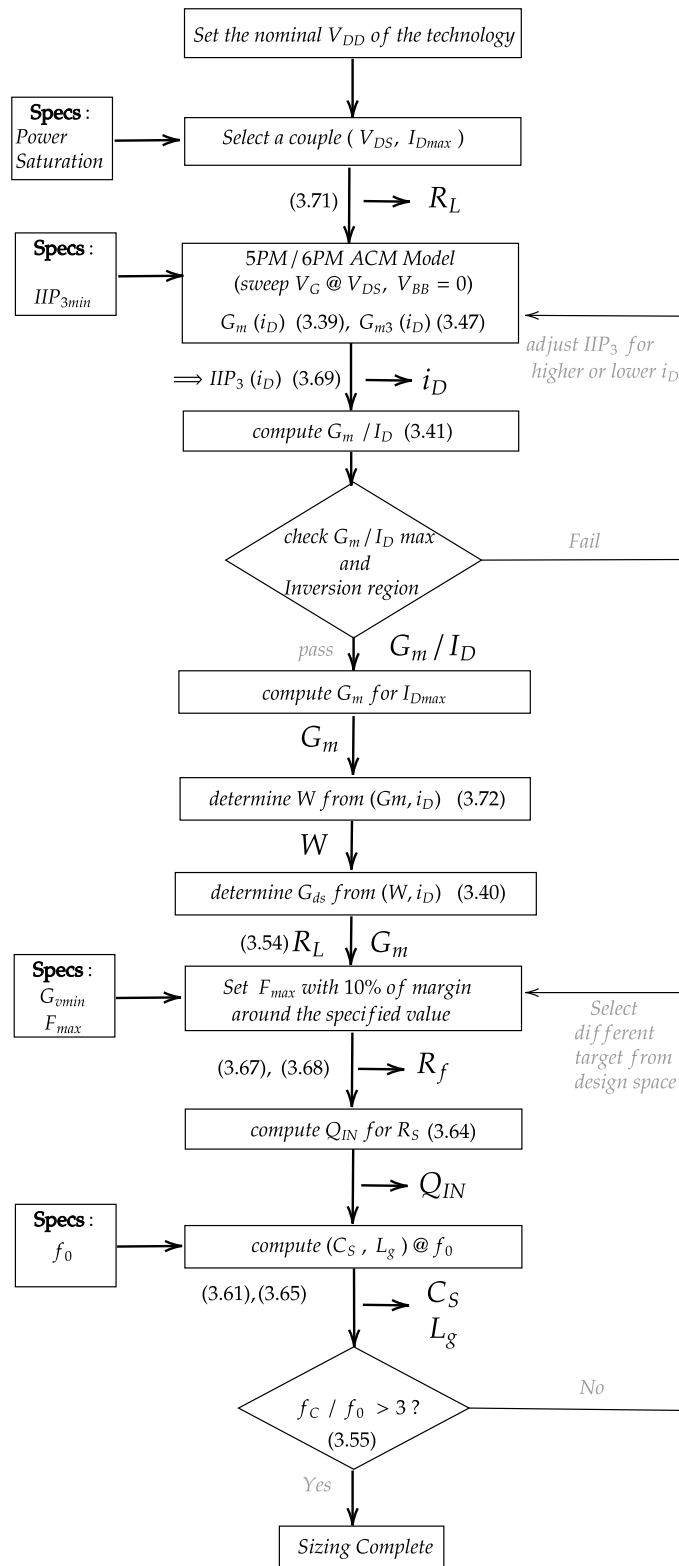 Set the nominal V_DD of the technology
Specs :
Power
Saturation
Select a couple ( V_DS, I_Dmax )
(3.71)
R_L
Specs :
IIP_3min
5PM/6PM ACM Model
(sweep V_G @ V_DS, V_BB = 0)
G_m (i_D) (3.39), G_m3 (i_D) (3.47)
adjust IIP_3 for
higher or lower i_D
⟹ IIP_3 (i_D) (3.69)
i_D
compute G_m / I_D (3.41)
check G_m / I_D max
and
Inversion region
Fail
pass
G_m / I_D
compute G_m for I_Dmax
G_m
determine W from (Gm, i_D) (3.72)
W
determine G_ds from (W, i_D) (3.40)
(3.54) R_L G_m
Specs :
G_vmin
F_max
Set F_max with 10% of margin
around the specified value
Select
different
target from
design space
(3.67), (3.68)
R_f
compute Q_IN for R_S (3.64)
Q_IN
Specs :
f_0
compute (C_S , L_g ) @ f_0
(3.61),(3.65)
C_S
L_g
f_C / f_0 > 3 ?
(3.55)
No
Yes
Sizing Complete